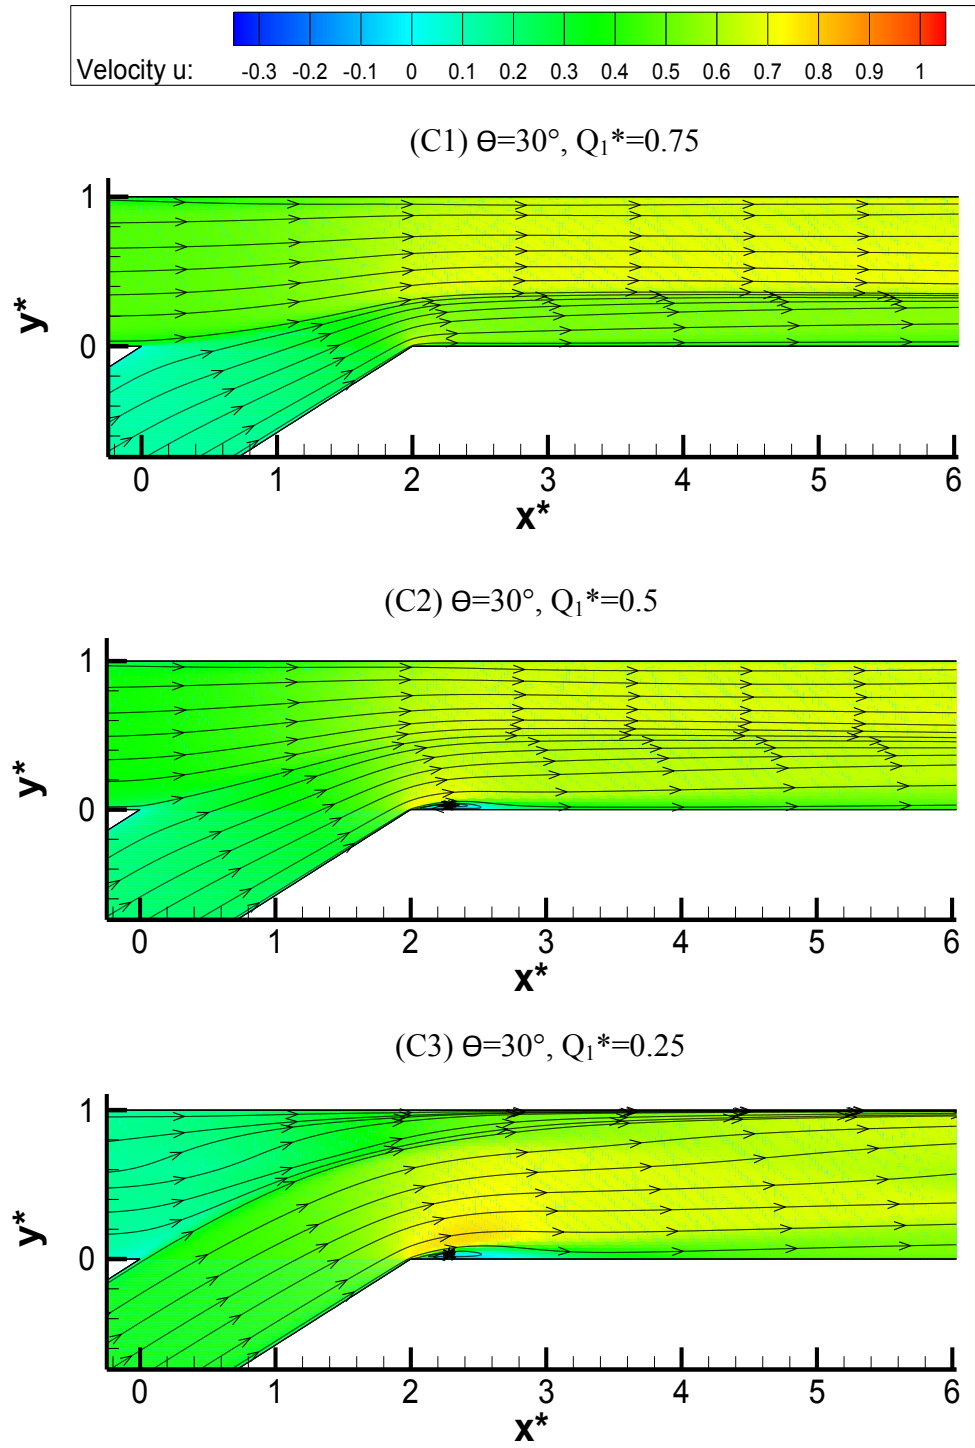 Velocity u: -0.3 -0.2 -0.1 0 0.1 0.2 0.3 0.4 0.5 0.6 0.7 0.8 0.9 1
(C1) Θ=30°, Q₁*=0.75
1
y*
0
0 1 2 3 4 5 6
x*
(C2) Θ=30°, Q₁*=0.5
1
y*
0
0 1 2 3 4 5 6
x*
(C3) Θ=30°, Q₁*=0.25
1
y*
0
0 1 2 3 4 5 6
x*